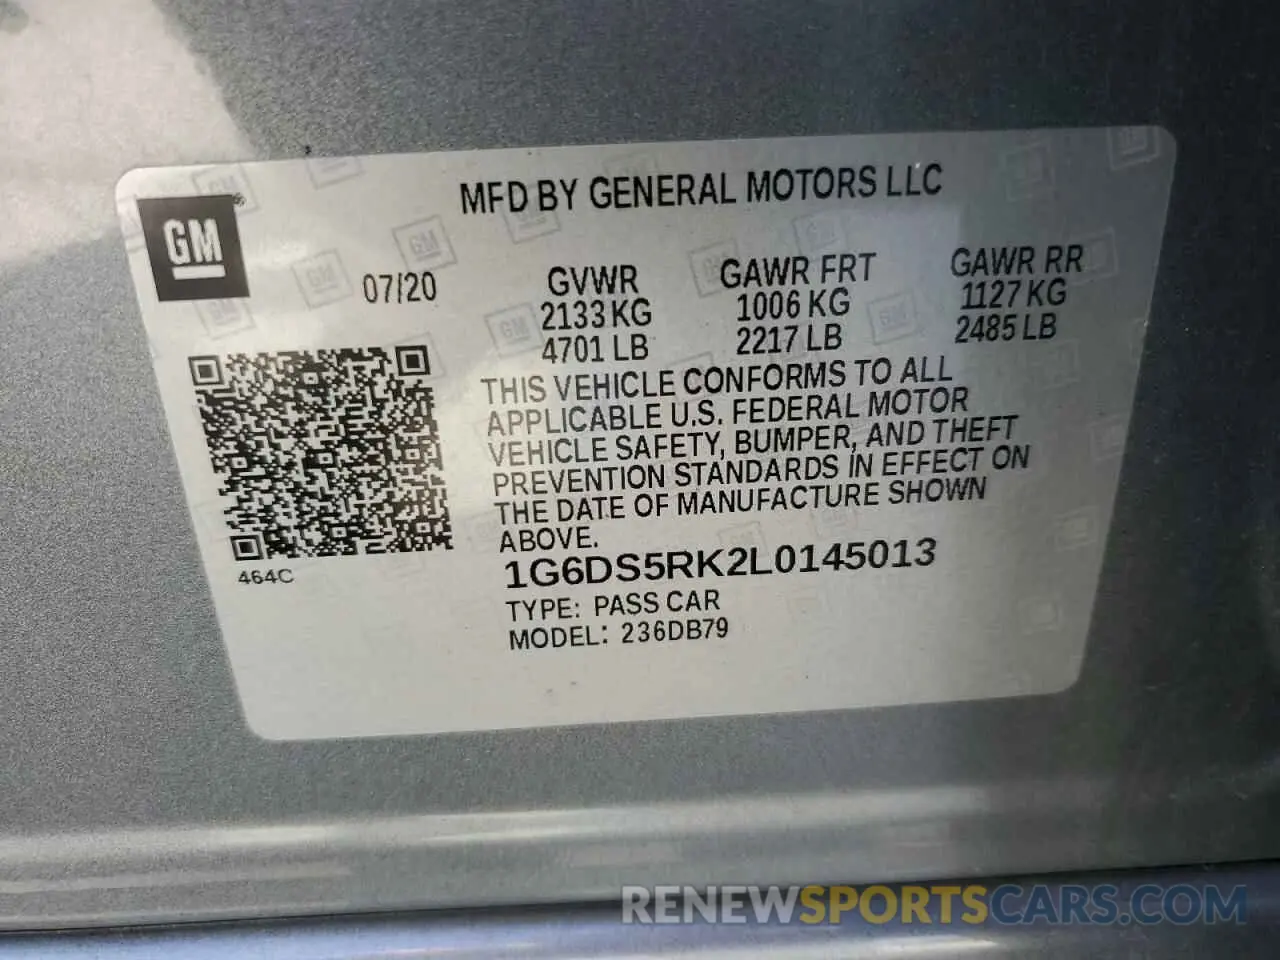 MFD BY GENERAL MOTORS LLC
GM®
07/20
GVWR GAWR FRT GAWR RR
2133 KG 1006 KG 1127 KG
4701 LB 2217 LB 2485 LB
THIS VEHICLE CONFORMS TO ALL
APPLICABLE U.S. FEDERAL MOTOR
VEHICLE SAFETY, BUMPER, AND THEFT
PREVENTION STANDARDS IN EFFECT ON
THE DATE OF MANUFACTURE SHOWN
ABOVE.
464C
1G6DS5RK2L0145013
TYPE: PASS CAR
MODEL: 236DB79
RENEWSPORTSCARS.COM